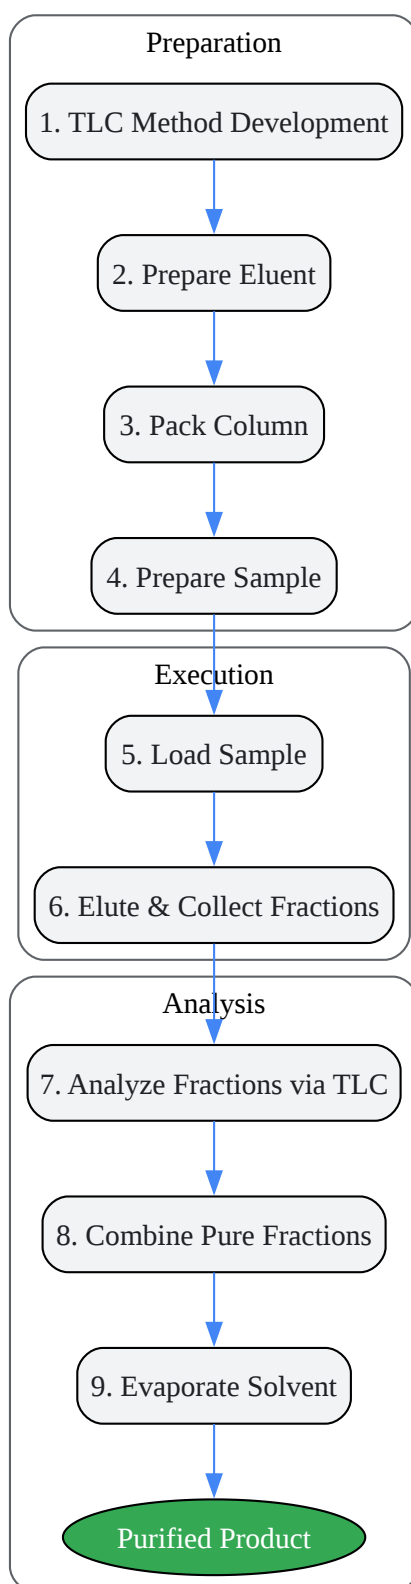 Preparation
1. TLC Method Development
2. Prepare Eluent
3. Pack Column
4. Prepare Sample
Execution
5. Load Sample
6. Elute & Collect Fractions
Analysis
7. Analyze Fractions via TLC
8. Combine Pure Fractions
9. Evaporate Solvent
Purified Product